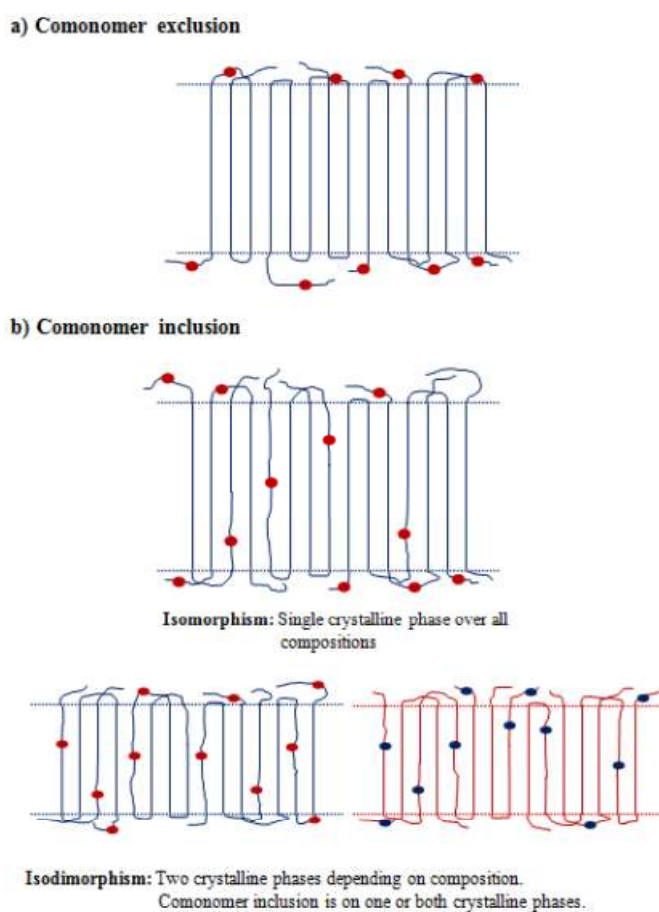 a) Comonomer exclusion
b) Comonomer inclusion
Isomorphism: Single crystalline phase over all
compositions
Isodimorphism: Two crystalline phases depending on composition.
Comonomer inclusion is on one or both crystalline phases.